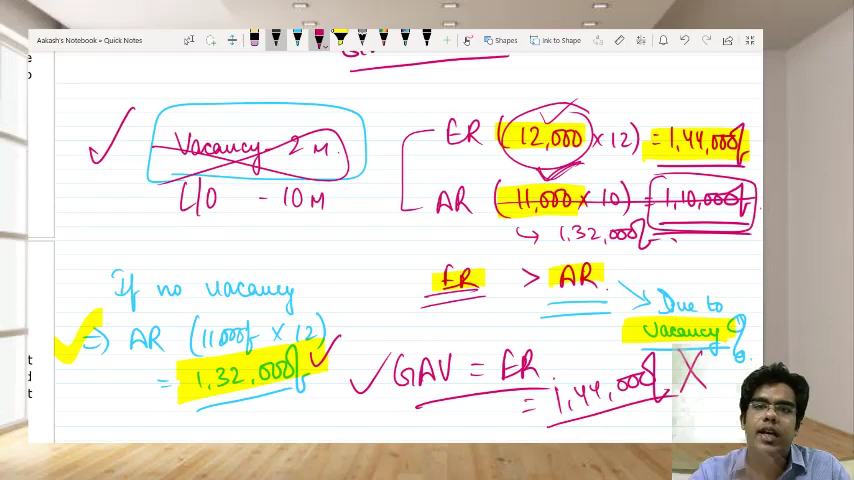 Aakash's Notebook » Quick Notes
Shapes
Ink to Shape
Vacancy - 2 M.
L/O - 10 M
ER (12,000 × 12) = 1,44,000/-
AR (11,000 × 10) = 1,10,000/-
↳ 1,32,000/-
ER > AR.
If no vacancy
⇒ AR (11000/- × 12)
= 1,32,000/-
Due to
vacancy
GAV = ER.
= 1,44,000/-